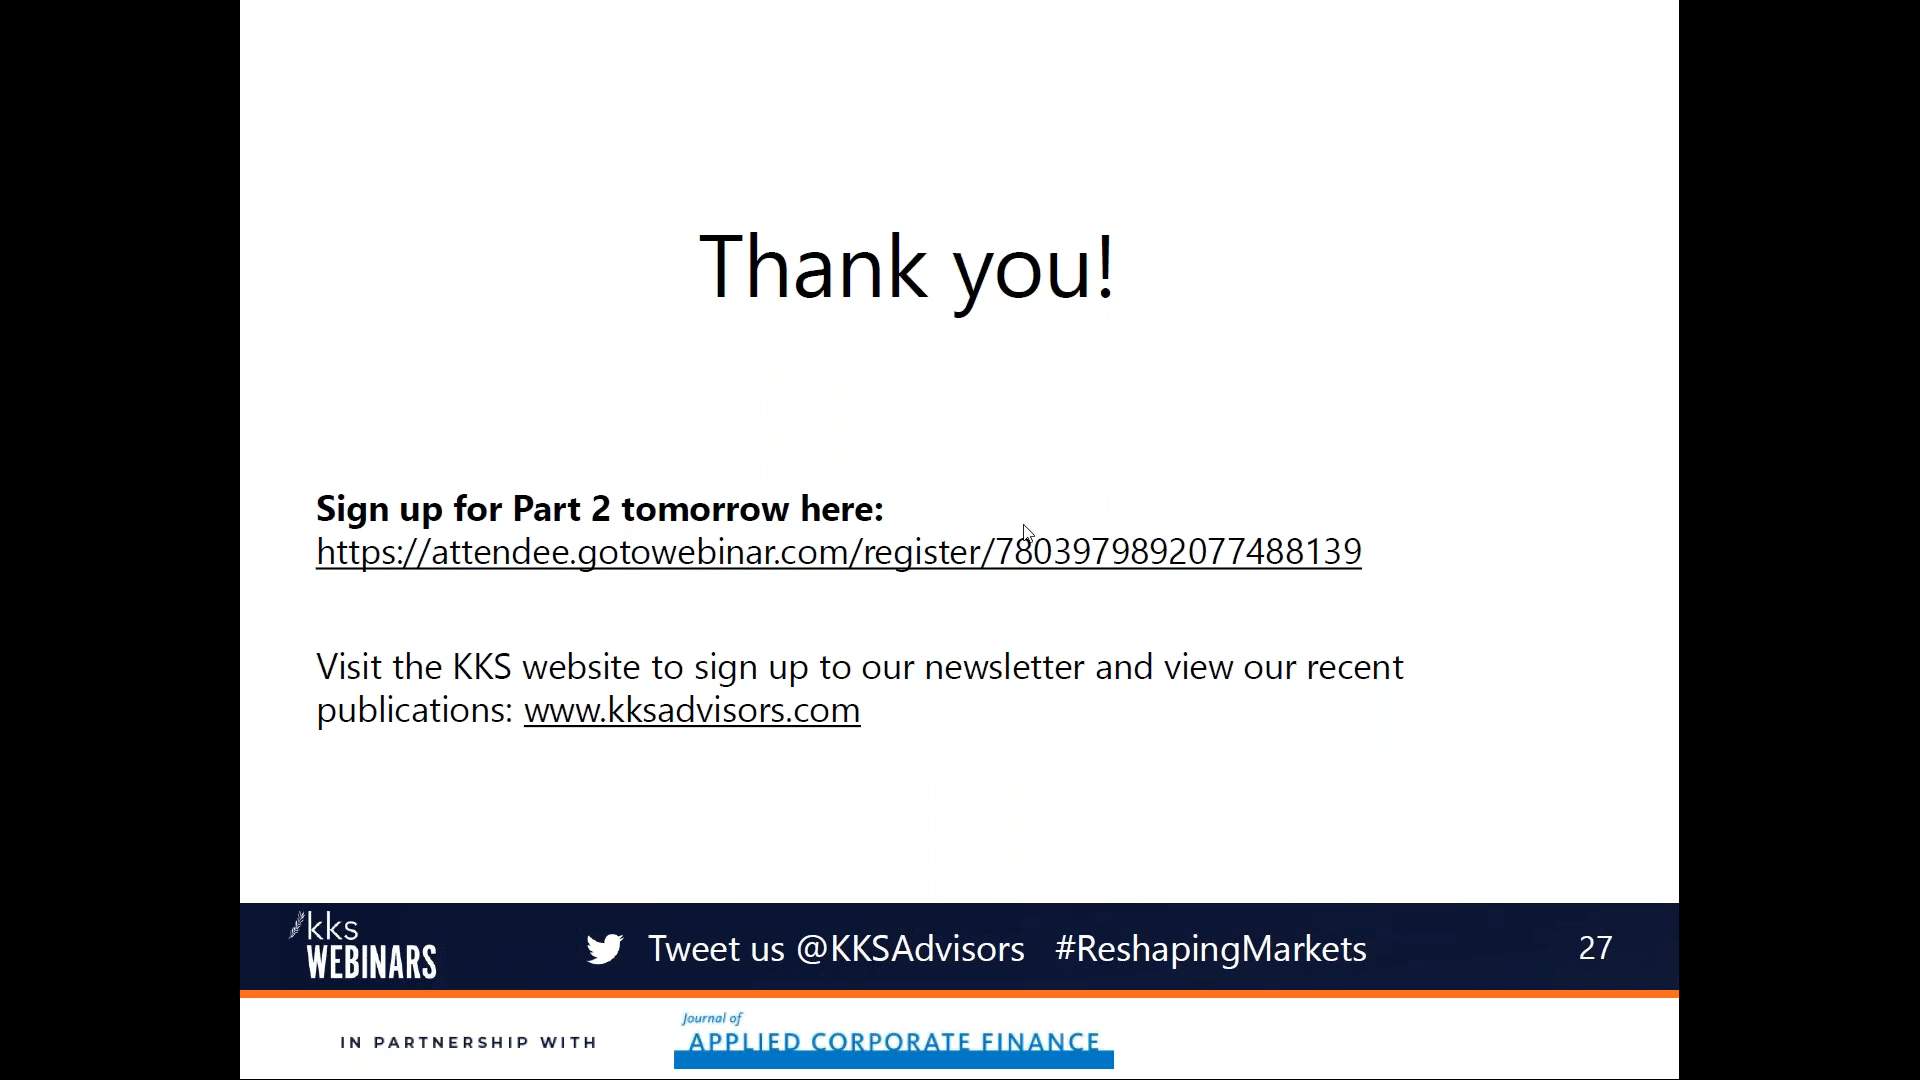 Thank you!
Sign up for Part 2 tomorrow here:
https://attendee.gotowebinar.com/register/7803979892077488139
Visit the KKS website to sign up to our newsletter and view our recent
publications: www.kksadvisors.com
kks
WEBINARS
Tweet us @KKSAdvisors #ReshapingMarkets
27
IN PARTNERSHIP WITH
Journal of
APPLIED CORPORATE FINANCE